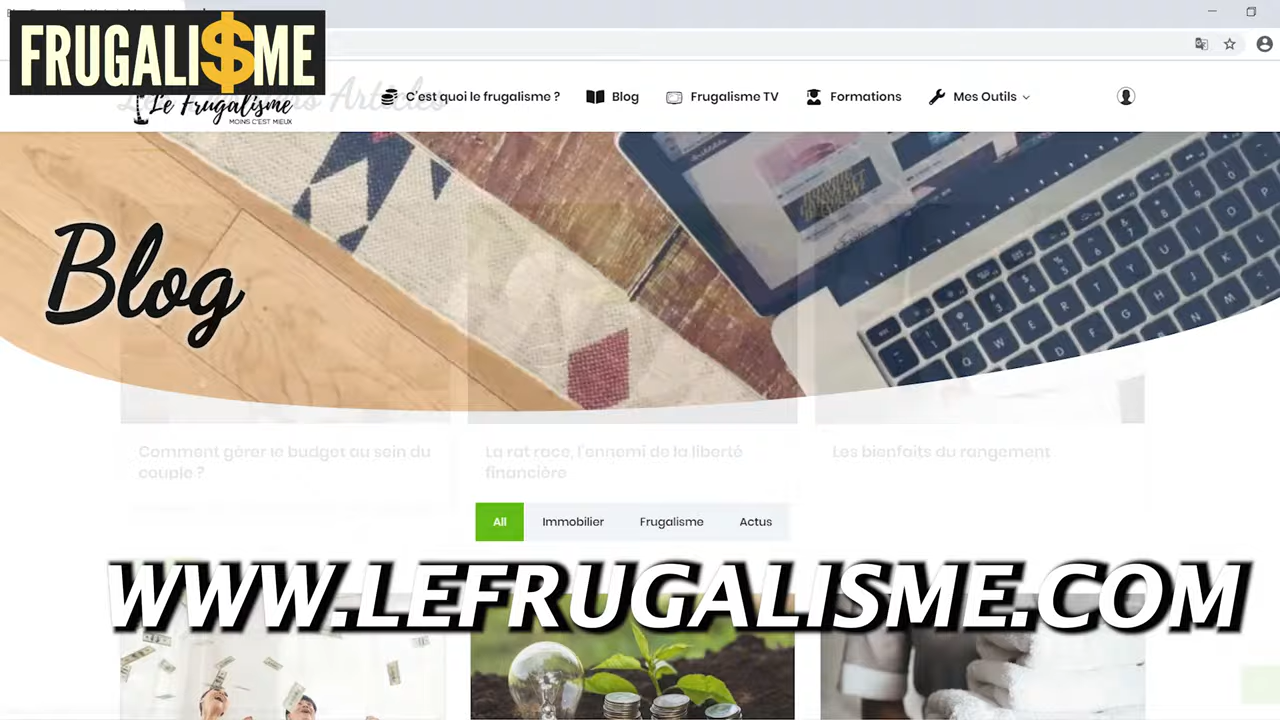 FRUGALI$ME
Le Frugalisme
MOINS C'EST MIEUX
C'est quoi le frugalisme ?
Blog
Frugalisme TV
Formations
Mes Outils
Blog
Comment gérer le budget au sein du
couple ?
La rat race, l'ennemi de la liberté
financière
Les bienfaits du rangement
All
Immobilier
Frugalisme
Actus
WWW.LEFRUGALISME.COM